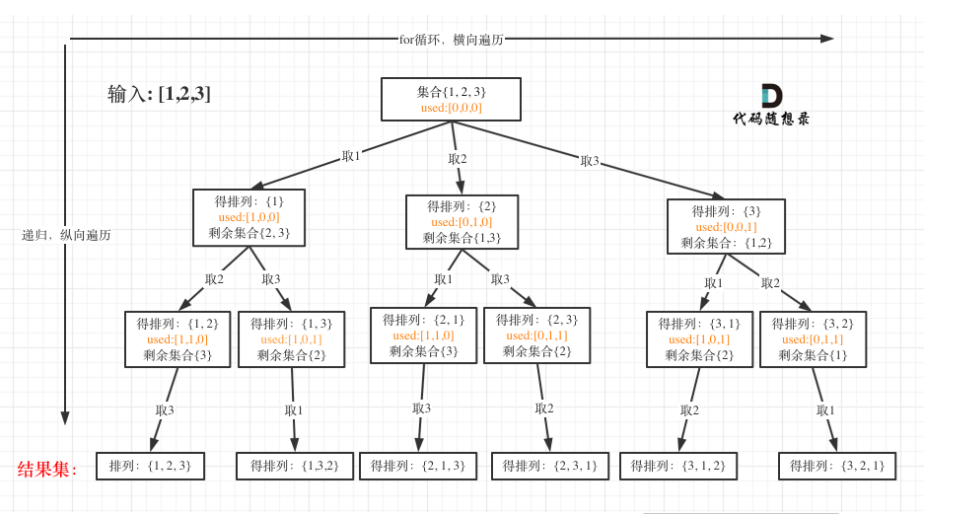 for循环，横向遍历
输入: [1,2,3]
集合{1, 2, 3}
used:[0,0,0]
代码随想录
取1
取2
取3
递归，纵向遍历
得排列：{1}
used:[1,0,0]
剩余集合{2, 3}
得排列：{2}
used:[0,1,0]
剩余集合{1,3}
得排列：{3}
used:[0,0,1]
剩余集合：{1,2}
取2
取3
取1
取3
取1
取2
得排列：{1, 2}
used:[1,1,0]
剩余集合{3}
得排列：{1, 3}
used:[1,0,1]
剩余集合{2}
得排列：{2, 1}
used:[1,1,0]
剩余集合{3}
得排列：{2, 3}
used:[0,1,1]
剩余集合{2}
得排列：{3, 1}
used:[1,0,1]
剩余集合{2}
得排列：{3, 2}
used:[0,1,1]
剩余集合{1}
取3
取1
取3
取2
取2
取1
结果集：
排列：{1, 2, 3}
得排列：{1,3,2}
得排列：{2, 1, 3}
得排列：{2, 3, 1}
得排列：{3, 1, 2}
得排列：{3, 2, 1}